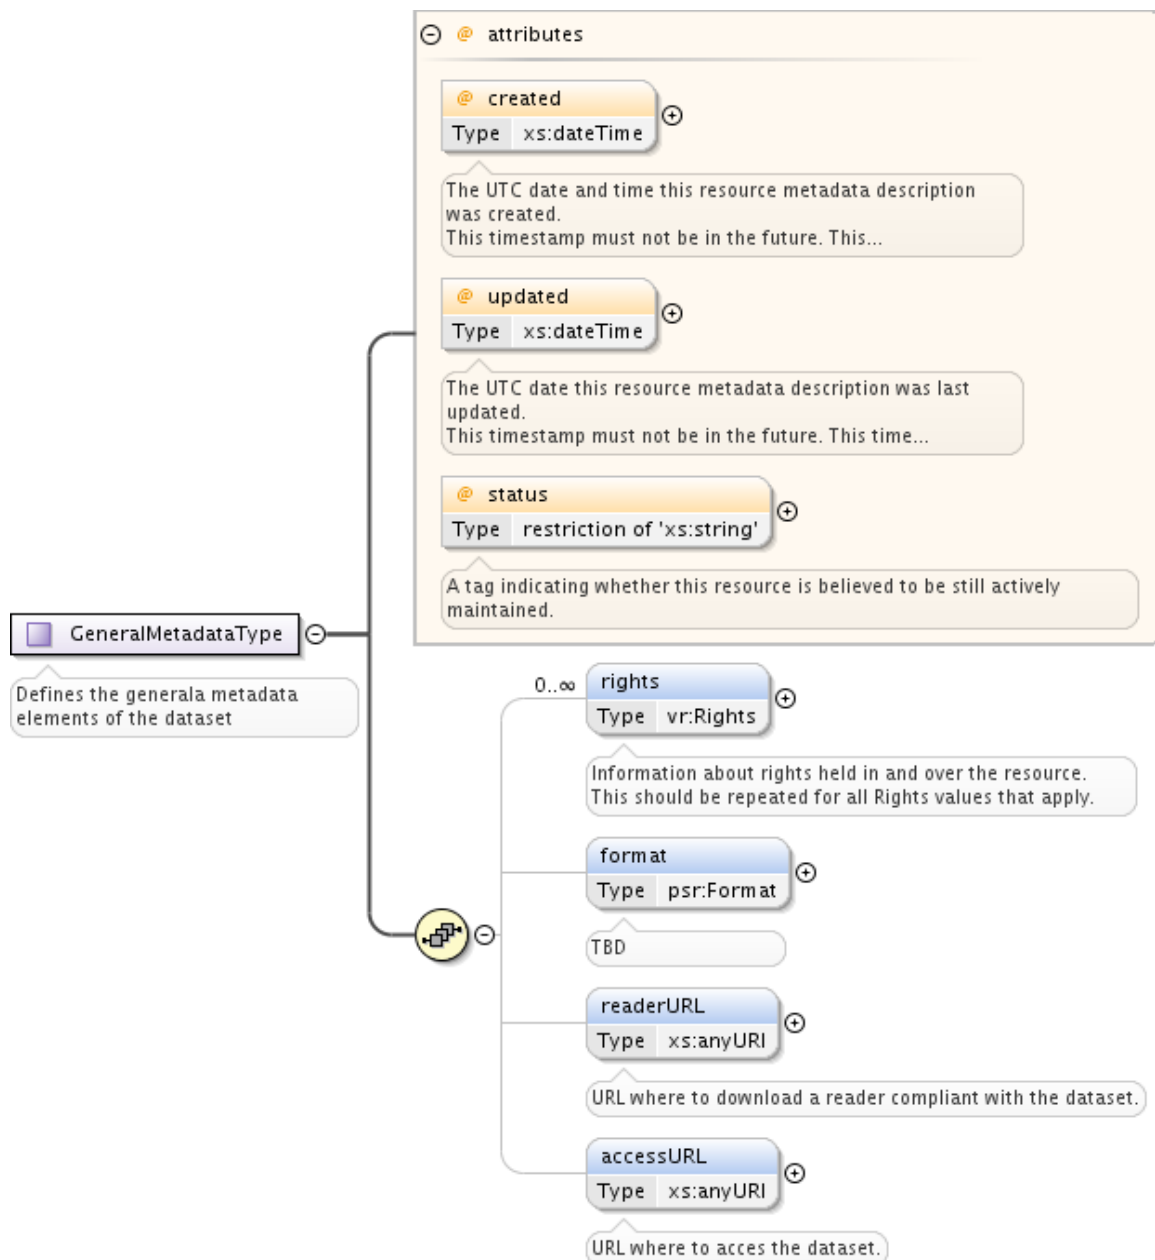 @ attributes
@ created
Type xs:dateTime
The UTC date and time this resource metadata description
was created.
This timestamp must not be in the future. This...
@ updated
Type xs:dateTime
The UTC date this resource metadata description was last
updated.
This timestamp must not be in the future. This time...
@ status
Type restriction of 'xs:string'
A tag indicating whether this resource is believed to be still actively
maintained.
GeneralMetadataType
Defines the generala metadata
elements of the dataset
0..∞
rights
Type vr:Rights
Information about rights held in and over the resource.
This should be repeated for all Rights values that apply.
format
Type psr:Format
TBD
readerURL
Type xs:anyURI
URL where to download a reader compliant with the dataset.
accessURL
Type xs:anyURI
URL where to acces the dataset.